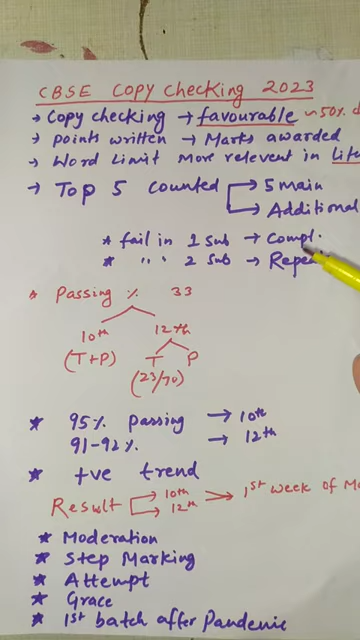 CBSE Copy Checking 2023
→ Copy checking → favourable ~50%
→ points written → Marks awarded
→ Word Limit More relevent in
→ Top 5 counted → 5 main
→ Additional
* fail in 1 Sub → Compl.
* " " 2 Sub →
* Passing % 33
10th 12th
(T+P) T P
(23/70)
* 95% Passing → 10th
91-92% → 12th
* +ve trend
Result → 10th → 1st week of
→ 12th
* Moderation
* Step Marking
* Attempt
* Grace
* 1st batch after Pandemic